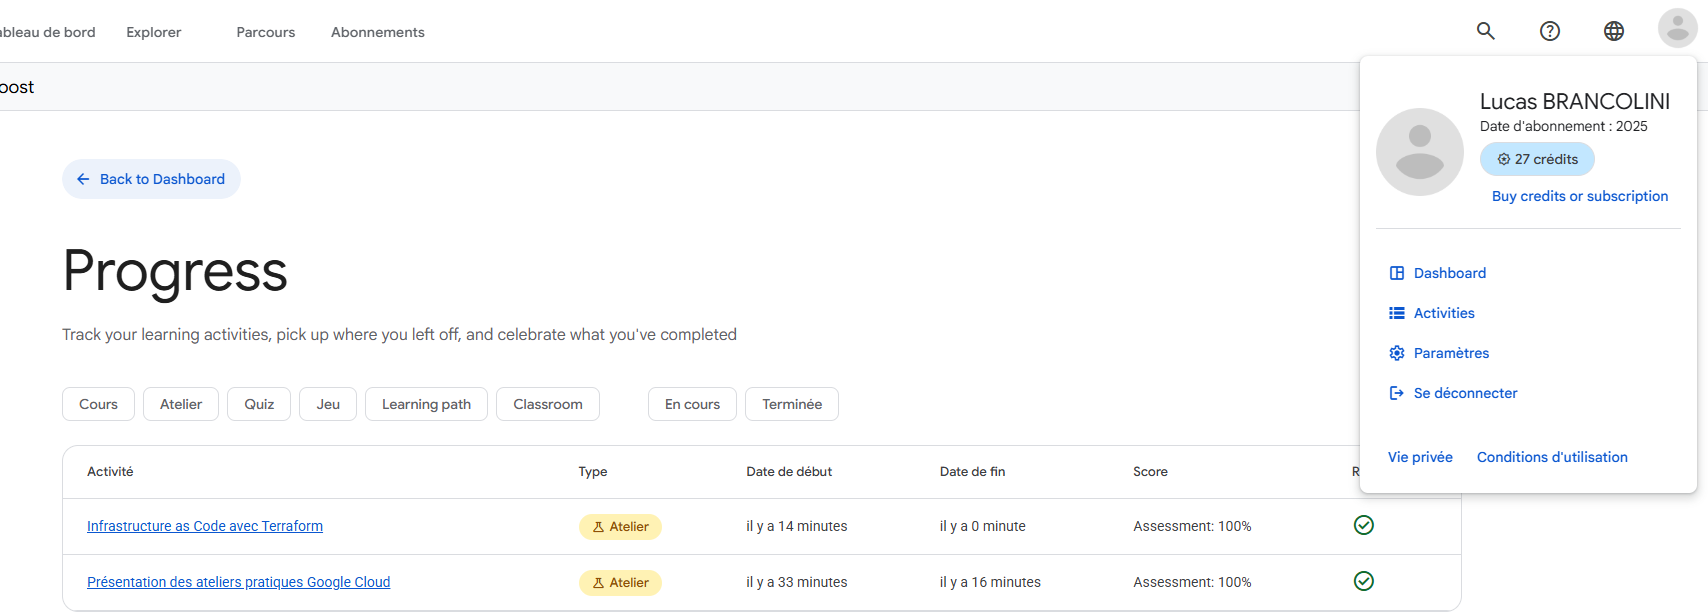 ableau de bord Explorer Parcours Abonnements
oost
Lucas BRANCOLINI
Date d'abonnement : 2025
27 crédits
Buy credits or subscription
Dashboard
Activities
Paramètres
Se déconnecter
Vie privée Conditions d'utilisation
Back to Dashboard
Progress
Track your learning activities, pick up where you left off, and celebrate what you've completed
Cours Atelier Quiz Jeu Learning path Classroom En cours Terminée
Activité Type Date de début Date de fin Score R
Infrastructure as Code avec Terraform Atelier il y a 14 minutes il y a 0 minute Assessment: 100%
Présentation des ateliers pratiques Google Cloud Atelier il y a 33 minutes il y a 16 minutes Assessment: 100%